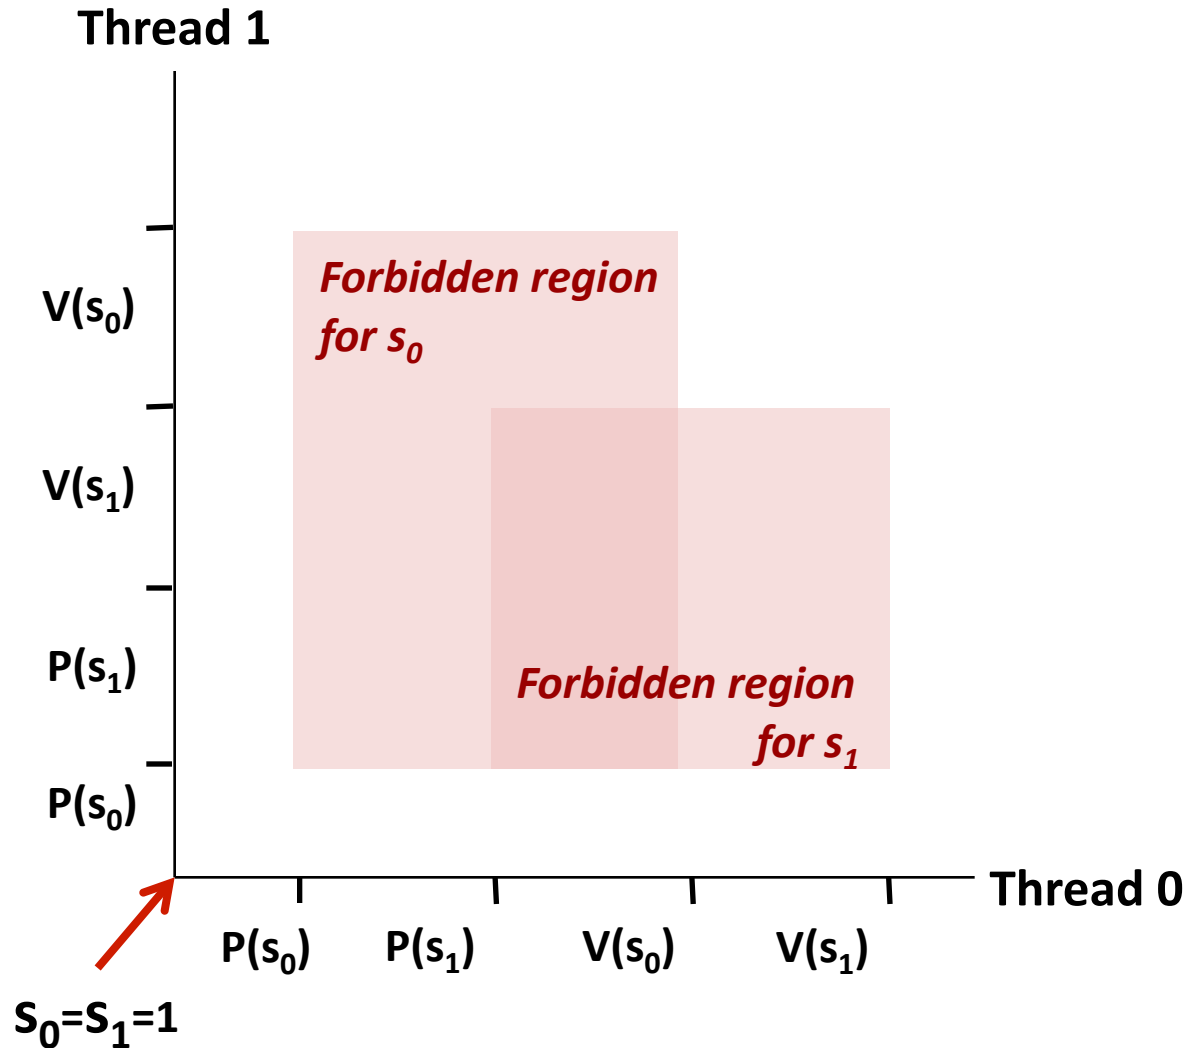 Thread 1
V(s₀)
V(s₁)
P(s₁)
P(s₀)
Forbidden region
for s₀
Forbidden region
for s₁
Thread 0
P(s₀) P(s₁) V(s₀) V(s₁)
s₀=s₁=1